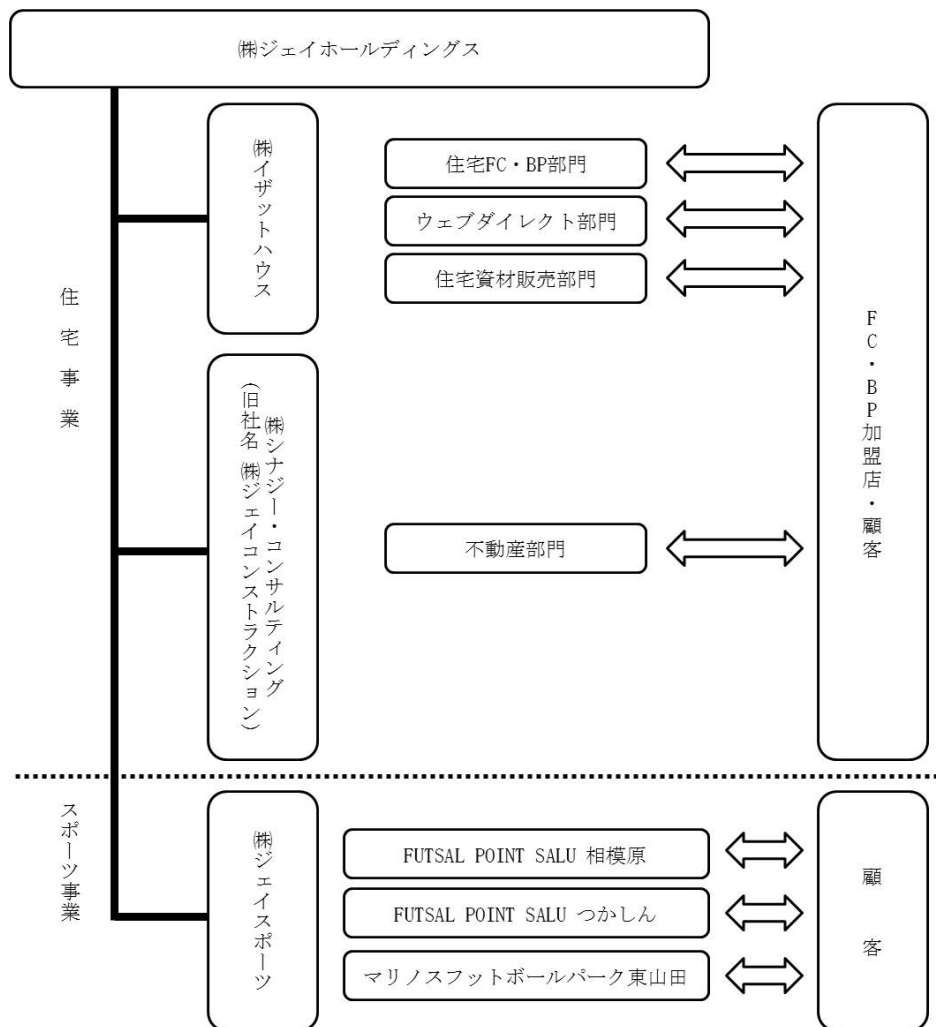 ㈱ジェイホールディングス
住宅事業
㈱イザットハウス
住宅FC・BP部門
ウェブダイレクト部門
住宅資材販売部門
㈱シナジー・コンサルティング
(旧社名 ㈱ジェイコンストラクション)
不動産部門
FC・BP加盟店・顧客
スポーツ事業
㈱ジェイスポーツ
FUTSAL POINT SALU 相模原
FUTSAL POINT SALU つかしん
マリノスフットボールパーク東山田
顧客